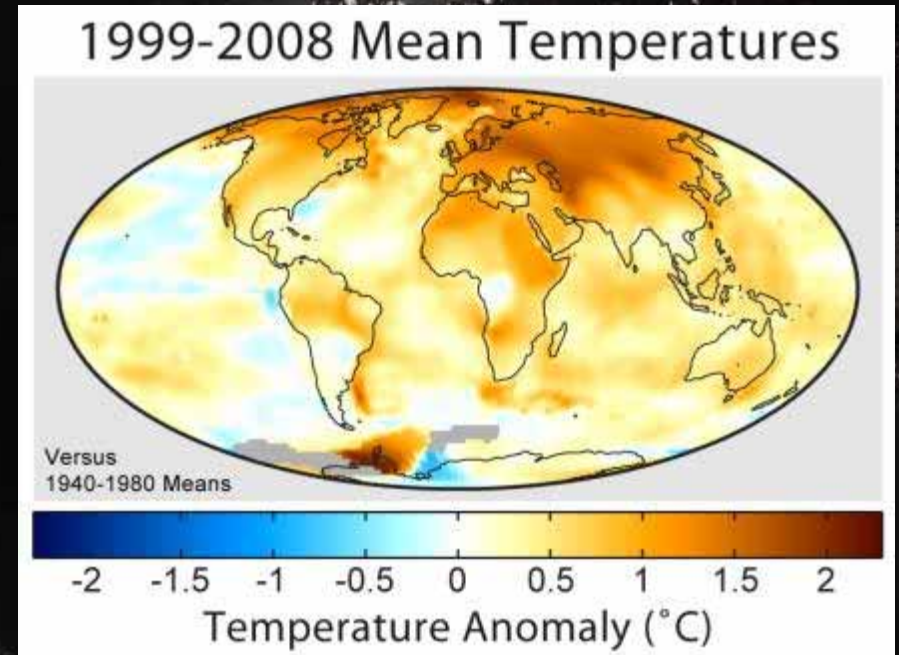 1999-2008 Mean Temperatures
Versus
1940-1980 Means
-2 -1.5 -1 -0.5 0 0.5 1 1.5 2
Temperature Anomaly (˚C)